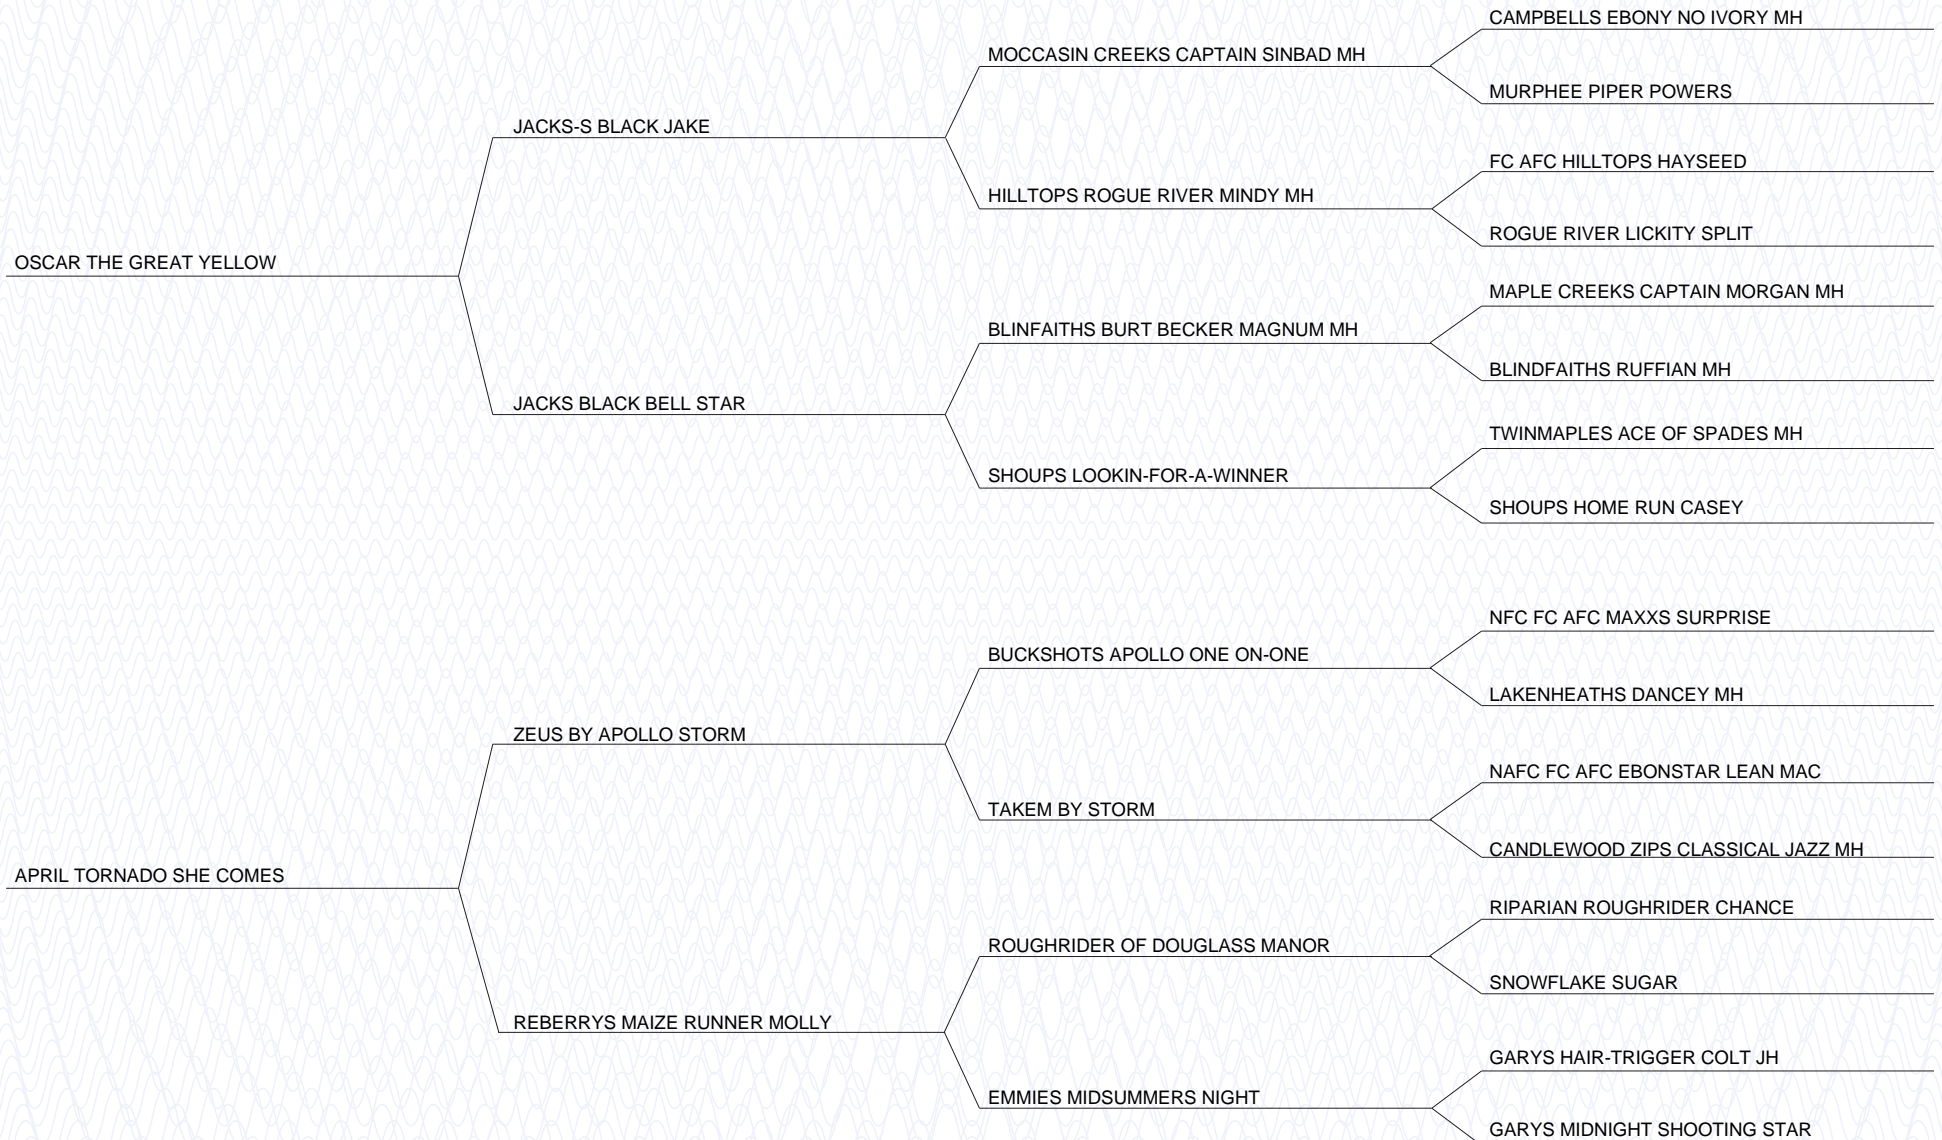 CAMPBELLS EBONY NO IVORY MH
MOCCASIN CREEKS CAPTAIN SINBAD MH
MURPHEE PIPER POWERS
JACKS-S BLACK JAKE
FC AFC HILLTOPS HAYSEED
HILLTOPS ROGUE RIVER MINDY MH
ROGUE RIVER LICKITY SPLIT
OSCAR THE GREAT YELLOW
MAPLE CREEKS CAPTAIN MORGAN MH
BLINFAITHS BURT BECKER MAGNUM MH
BLINDFAITHS RUFFIAN MH
JACKS BLACK BELL STAR
TWINMAPLES ACE OF SPADES MH
SHOUPS LOOKIN-FOR-A-WINNER
SHOUPS HOME RUN CASEY
NFC FC AFC MAXXS SURPRISE
BUCKSHOTS APOLLO ONE ON-ONE
LAKENHEATHS DANCEY MH
ZEUS BY APOLLO STORM
NAFC FC AFC EBONSTAR LEAN MAC
TAKEM BY STORM
CANDLEWOOD ZIPS CLASSICAL JAZZ MH
APRIL TORNADO SHE COMES
RIPARIAN ROUGHRIDER CHANCE
ROUGHRIDER OF DOUGLASS MANOR
SNOWFLAKE SUGAR
REBERRYS MAIZE RUNNER MOLLY
GARYS HAIR-TRIGGER COLT JH
EMMIES MIDSUMMERS NIGHT
GARYS MIDNIGHT SHOOTING STAR